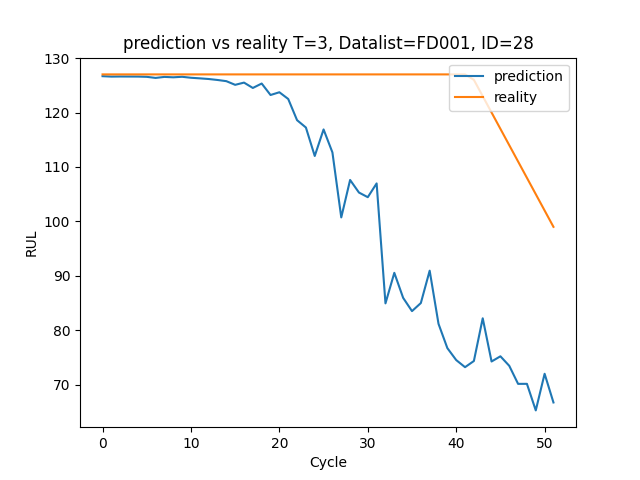 prediction vs reality T=3, Datalist=FD001, ID=28
prediction
reality
130
120
110
100
90
80
70
RUL
0 10 20 30 40 50
Cycle